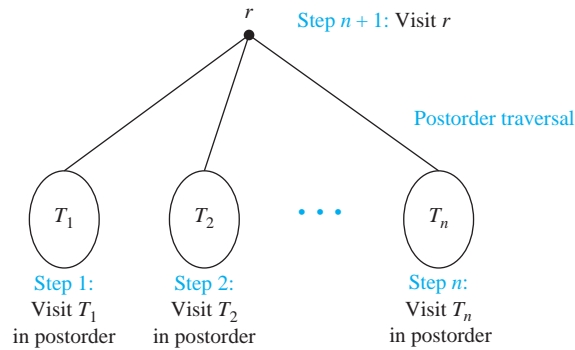 r
Step n + 1: Visit r
Postorder traversal
T1
T2
Tn
Step 1:
Visit T1
in postorder
Step 2:
Visit T2
in postorder
Step n:
Visit Tn
in postorder